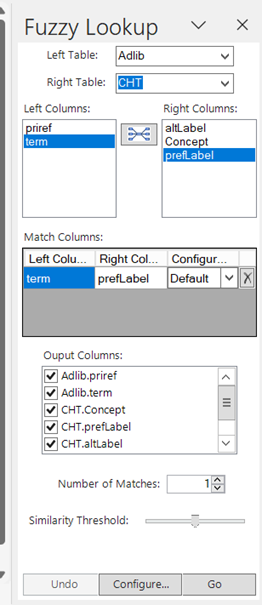 Fuzzy Lookup
Left Table: Adlib
Right Table: CHT
Left Columns: Right Columns:
priref altLabel
term Concept
prefLabel
Match Columns:
Left Colu... Right Col... Configur...
term prefLabel Default X
Ouput Columns:
Adlib.priref
Adlib.term
CHT.Concept
CHT.prefLabel
CHT.altLabel
Number of Matches: 1
Similarity Threshold:
Undo Configure... Go